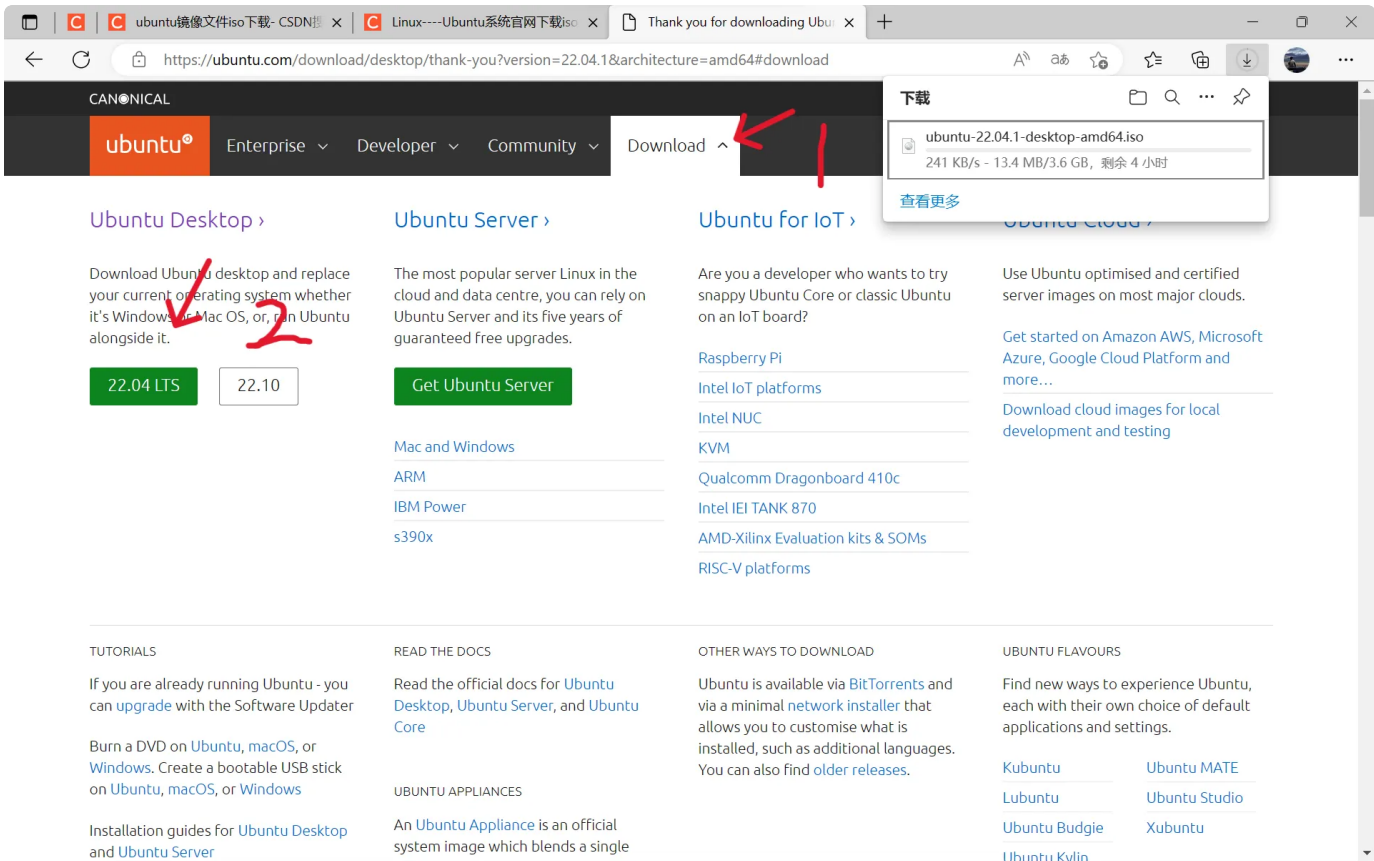 ubuntu镜像文件iso下载- CSDN搜
Linux----Ubuntu系统官网下载iso
Thank you for downloading Ubu
https://ubuntu.com/download/desktop/thank-you?version=22.04.1&architecture=amd64#download
CANONICAL
ubuntu
Enterprise
Developer
Community
Download
1
下载
ubuntu-22.04.1-desktop-amd64.iso
241 KB/s - 13.4 MB/3.6 GB，剩余 4 小时
查看更多
Ubuntu Desktop ›
Download Ubuntu desktop and replace
your current operating system whether
it's Windows or Mac OS, or, run Ubuntu
alongside it.
2
22.04 LTS
22.10
Ubuntu Server ›
The most popular server Linux in the
cloud and data centre, you can rely on
Ubuntu Server and its five years of
guaranteed free upgrades.
Get Ubuntu Server
Mac and Windows
ARM
IBM Power
s390x
Ubuntu for IoT ›
Are you a developer who wants to try
snappy Ubuntu Core or classic Ubuntu
on an IoT board?
Raspberry Pi
Intel IoT platforms
Intel NUC
KVM
Qualcomm Dragonboard 410c
Intel IEI TANK 870
AMD-Xilinx Evaluation kits & SOMs
RISC-V platforms
Ubuntu Cloud ›
Use Ubuntu optimised and certified
server images on most major clouds.
Get started on Amazon AWS, Microsoft
Azure, Google Cloud Platform and
more…
Download cloud images for local
development and testing
TUTORIALS
If you are already running Ubuntu - you
can upgrade with the Software Updater
Burn a DVD on Ubuntu, macOS, or
Windows. Create a bootable USB stick
on Ubuntu, macOS, or Windows
Installation guides for Ubuntu Desktop
and Ubuntu Server
READ THE DOCS
Read the official docs for Ubuntu
Desktop, Ubuntu Server, and Ubuntu
Core
UBUNTU APPLIANCES
An Ubuntu Appliance is an official
system image which blends a single
OTHER WAYS TO DOWNLOAD
Ubuntu is available via BitTorrents and
via a minimal network installer that
allows you to customise what is
installed, such as additional languages.
You can also find older releases.
UBUNTU FLAVOURS
Find new ways to experience Ubuntu,
each with their own choice of default
applications and settings.
Kubuntu
Lubuntu
Ubuntu Budgie
Ubuntu Kylin
Ubuntu MATE
Ubuntu Studio
Xubuntu